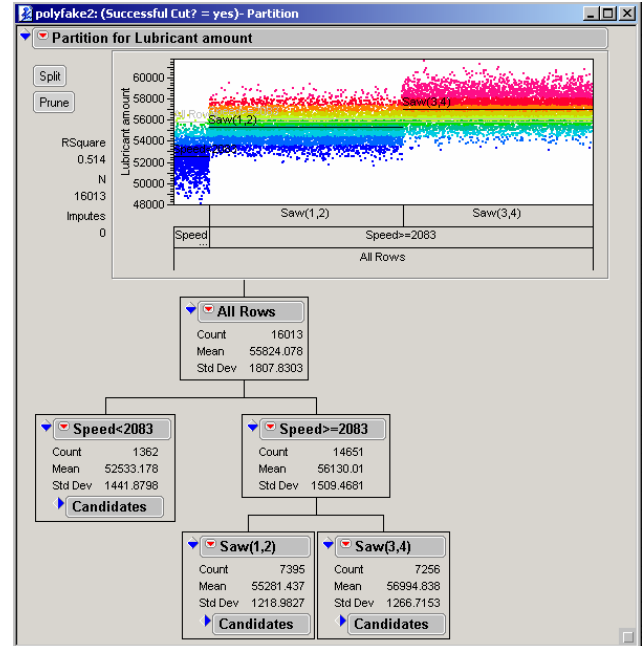 polyfake2: (Successful Cut? = yes)- Partition
Partition for Lubricant amount
Split
Prune
RSquare
0.514
N
16013
Imputes
0
Lubricant amount
60000
58000
56000
54000
52000
50000
48000
All Rows
Saw(1,2)
Saw(3,4)
Saw(1,2)
Saw(3,4)
Speed
...
Speed>=2083
All Rows
All Rows
Count 16013
Mean 55824.078
Std Dev 1807.8303
Speed<2083
Count 1362
Mean 52533.178
Std Dev 1441.8798
Candidates
Speed>=2083
Count 14651
Mean 56130.01
Std Dev 1509.4681
Saw(1,2)
Count 7395
Mean 55281.437
Std Dev 1218.9827
Candidates
Saw(3,4)
Count 7256
Mean 56994.838
Std Dev 1266.7153
Candidates